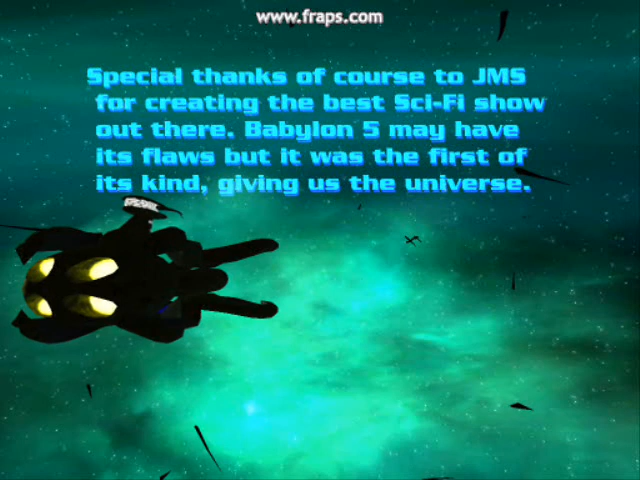 www.fraps.com
Special thanks of course to JMS
for creating the best Sci-Fi show
out there. Babylon 5 may have
its flaws but it was the first of
its kind, giving us the universe.